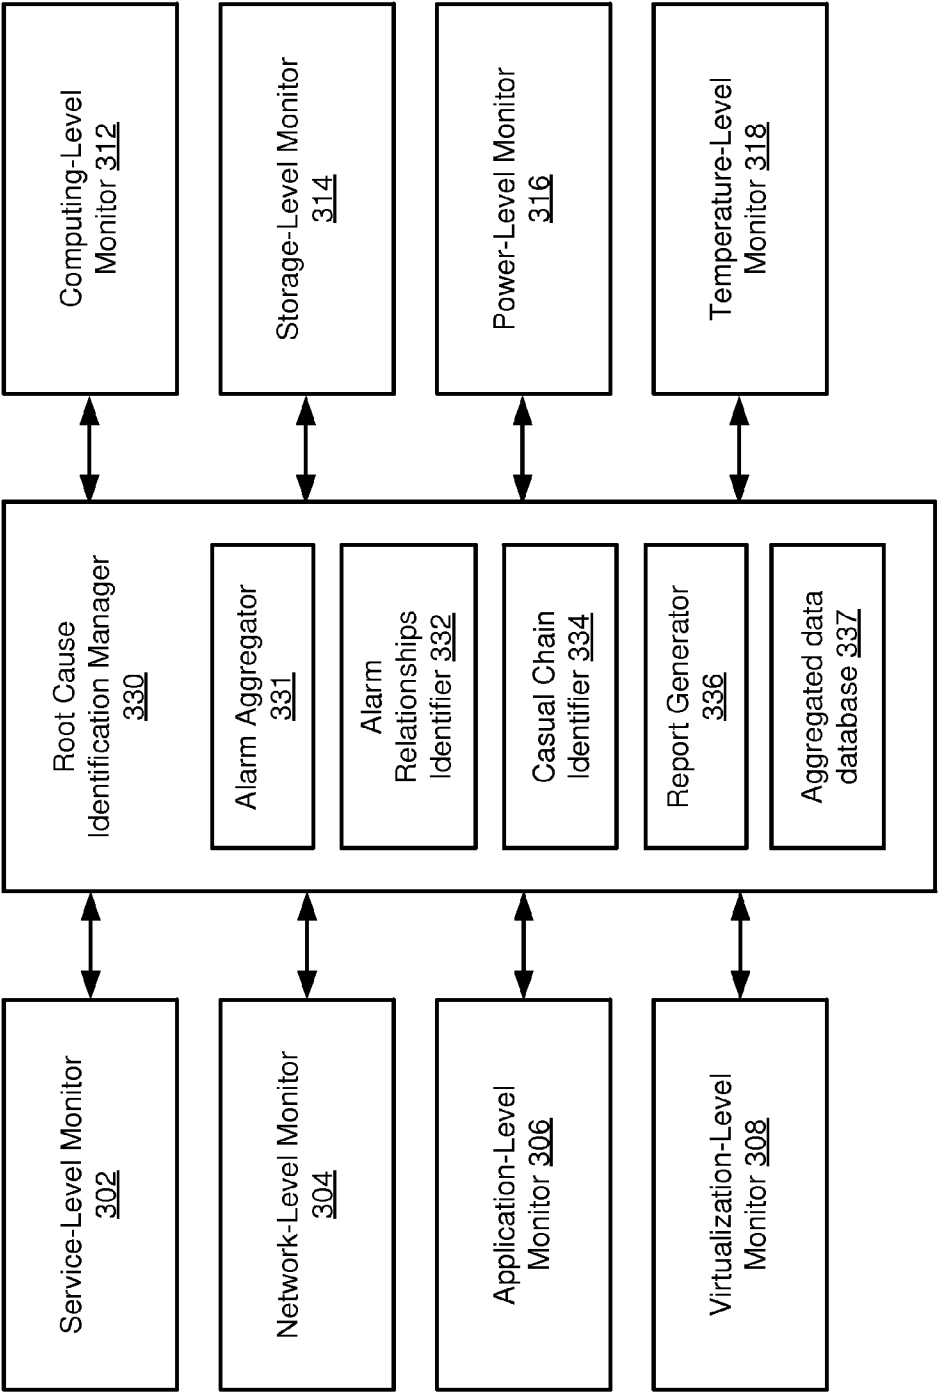 Service-Level Monitor
302
Network-Level Monitor
304
Application-Level
Monitor 306
Virtualization-Level
Monitor 308
Root Cause
Identification Manager
330
Alarm Aggregator
331
Alarm
Relationships
Identifier 332
Casual Chain
Identifier 334
Report Generator
336
Aggregated data
database 337
Computing-Level
Monitor 312
Storage-Level Monitor
314
Power-Level Monitor
316
Temperature-Level
Monitor 318